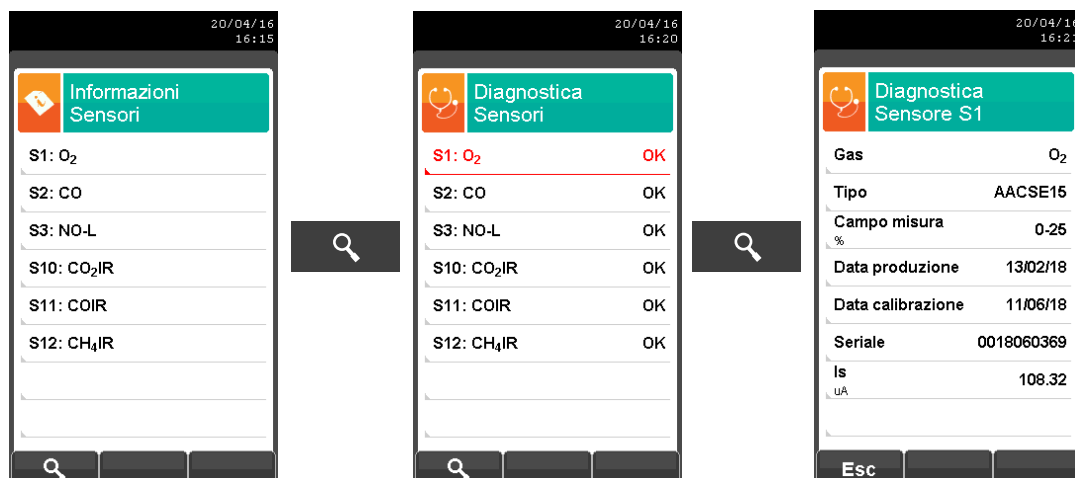 20/04/16
16:15
Informazioni
Sensori
S1: O₂
S2: CO
S3: NO-L
S10: CO₂IR
S11: COIR
S12: CH₄IR
20/04/16
16:20
Diagnostica
Sensori
S1: O₂ OK
S2: CO OK
S3: NO-L OK
S10: CO₂IR OK
S11: COIR OK
S12: CH₄IR OK
20/04/16
16:21
Diagnostica
Sensore S1
Gas O₂
Tipo AACSE15
Campo misura 0-25
%
Data produzione 13/02/18
Data calibrazione 11/06/18
Seriale 0018060369
Is 108.32
uA
Esc